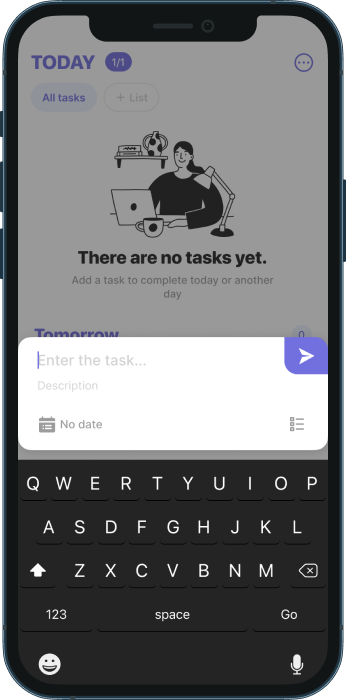 TODAY 1/1
All tasks + List
There are no tasks yet.
Add a task to complete today or another
day
Tomorrow 0
Enter the task...
Description
No date
Q W E R T Y U I O P
A S D F G H J K L
Z X C V B N M
123 space Go